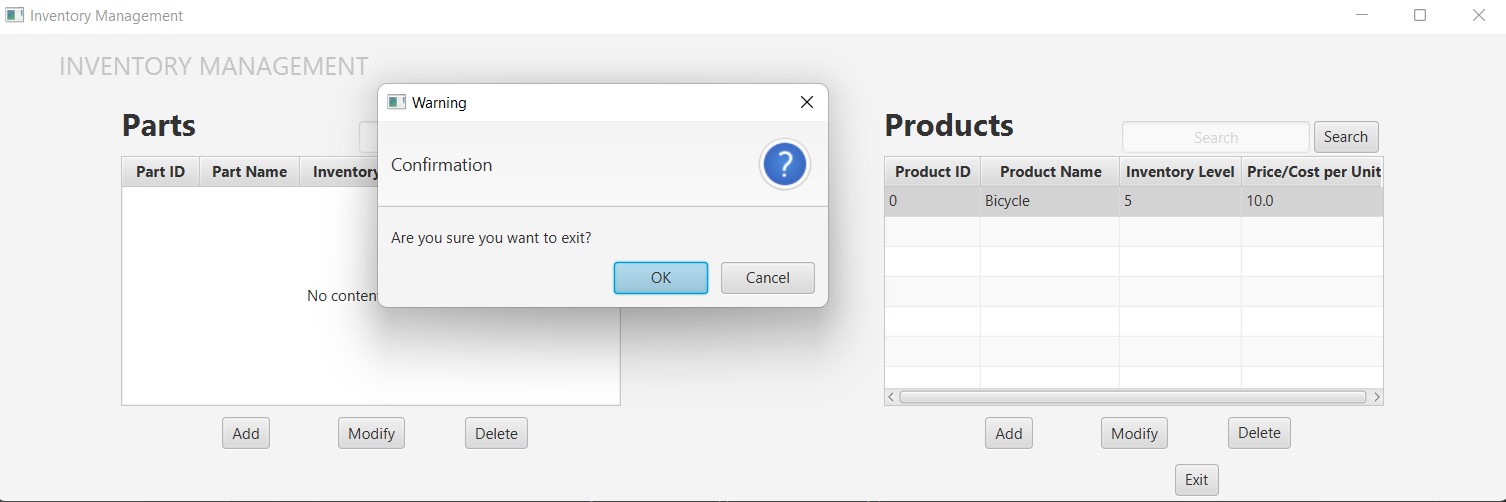 Inventory Management
INVENTORY MANAGEMENT
Parts
Part ID Part Name Inventory
No conten
Add Modify Delete
Warning
Confirmation
?
Are you sure you want to exit?
OK Cancel
Products
Search Search
Product ID Product Name Inventory Level Price/Cost per Unit
0 Bicycle 5 10.0
Add Modify Delete
Exit